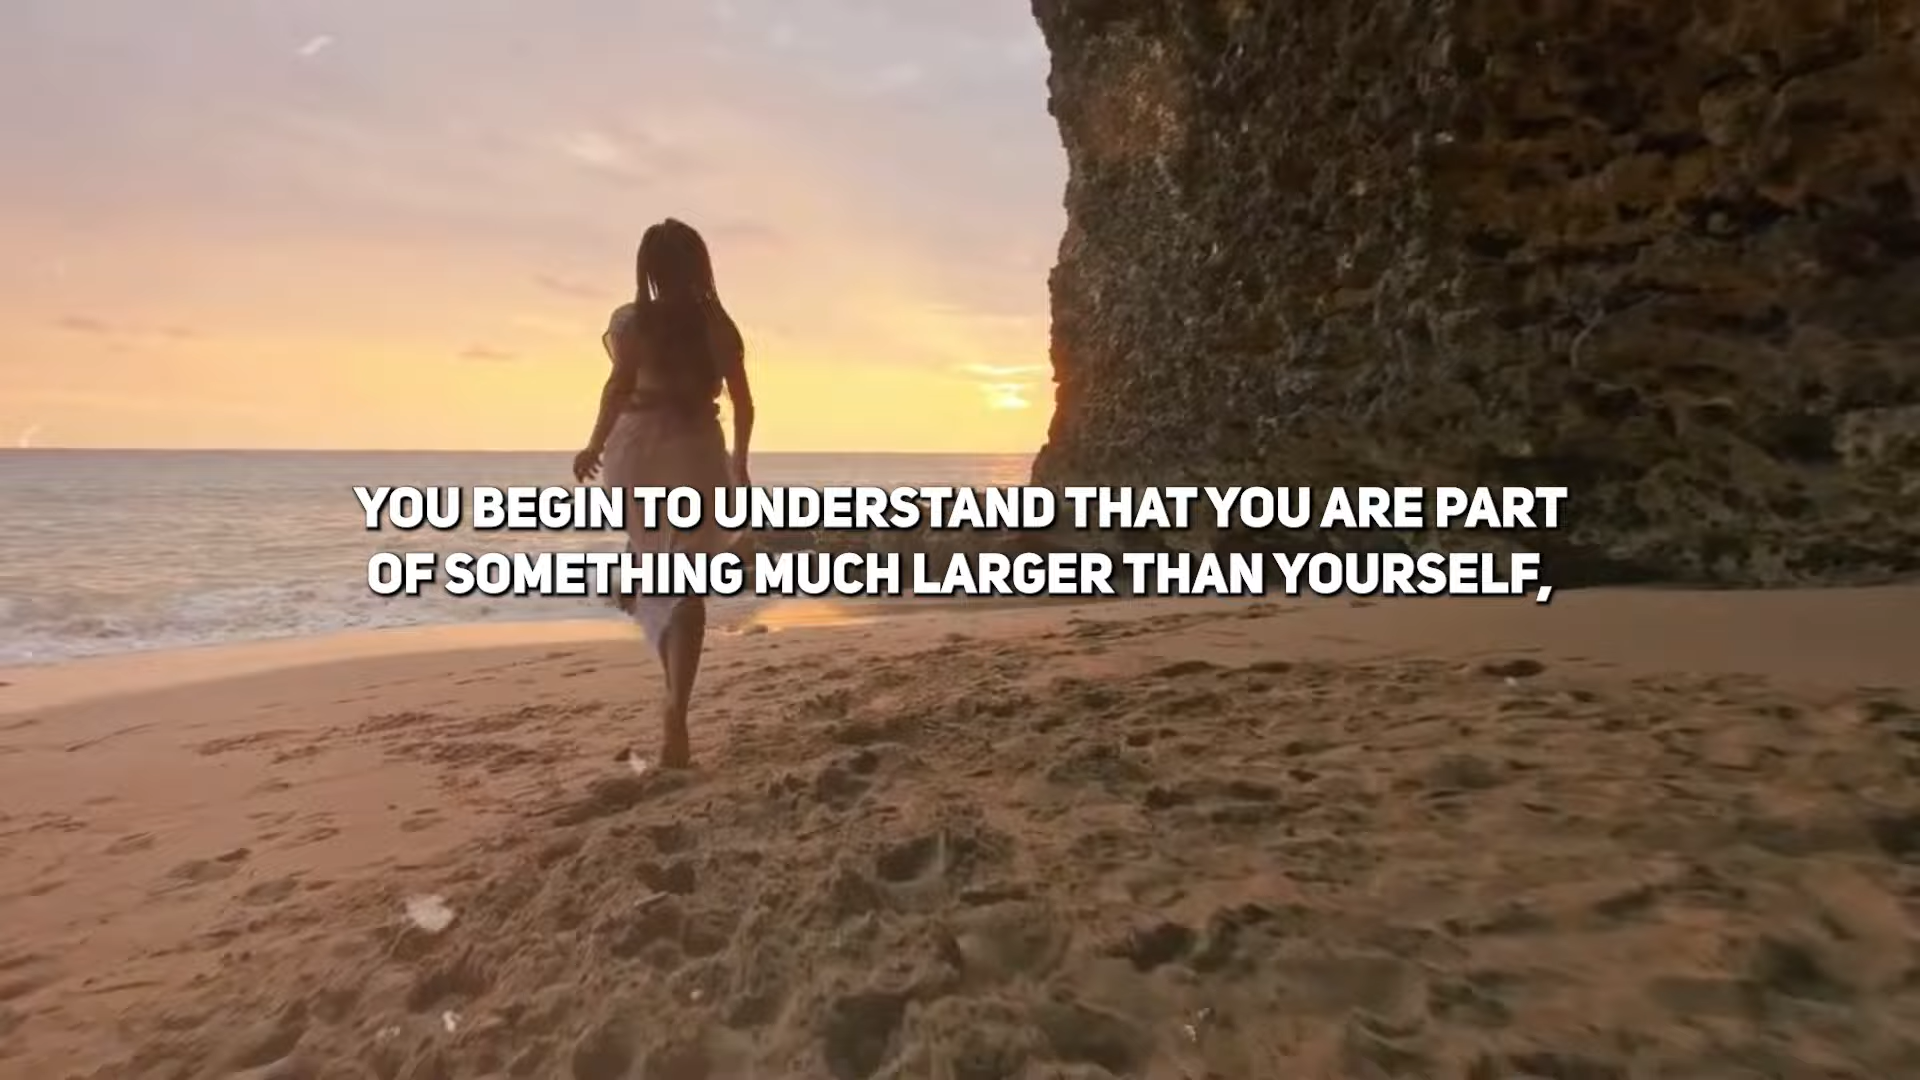 YOU BEGIN TO UNDERSTAND THAT YOU ARE PART
OF SOMETHING MUCH LARGER THAN YOURSELF,